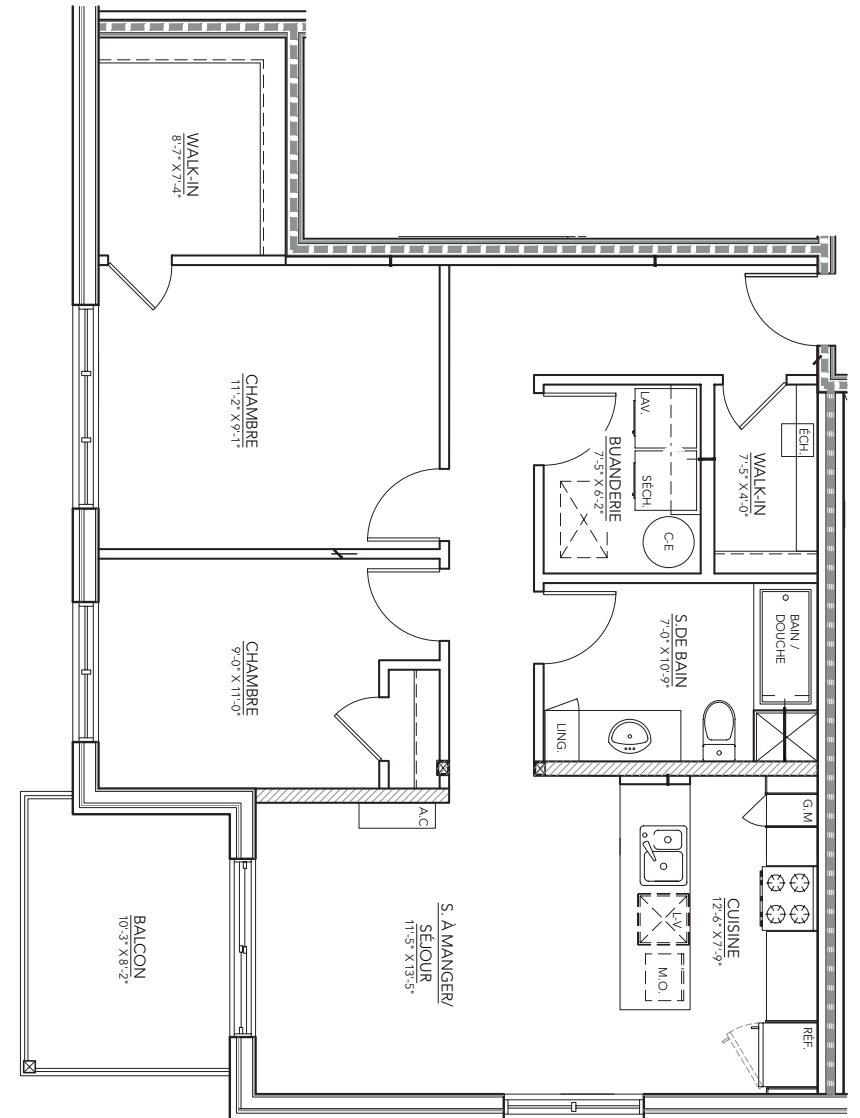 WALK-IN
8'-7" X 7'-4"
CHAMBRE
11'-2" X 9'-1"
LAV.
SÉCH.
BUANDERIE
7'-5" X 6'-2"
C-E
ÉCH.
WALK-IN
7'-5" X 4'-0"
CHAMBRE
9'-0" X 11'-0"
S.DE BAIN
7'-0" X 10'-9"
BAIN /
DOUCHE
LING.
A.C
G.M
BALCON
10'-3" X 8'-2"
S. À MANGER/
SÉJOUR
11'-5" X 13'-5"
CUISINE
12'-6" X 7'-9"
L-V.
M.O.
RÉF.